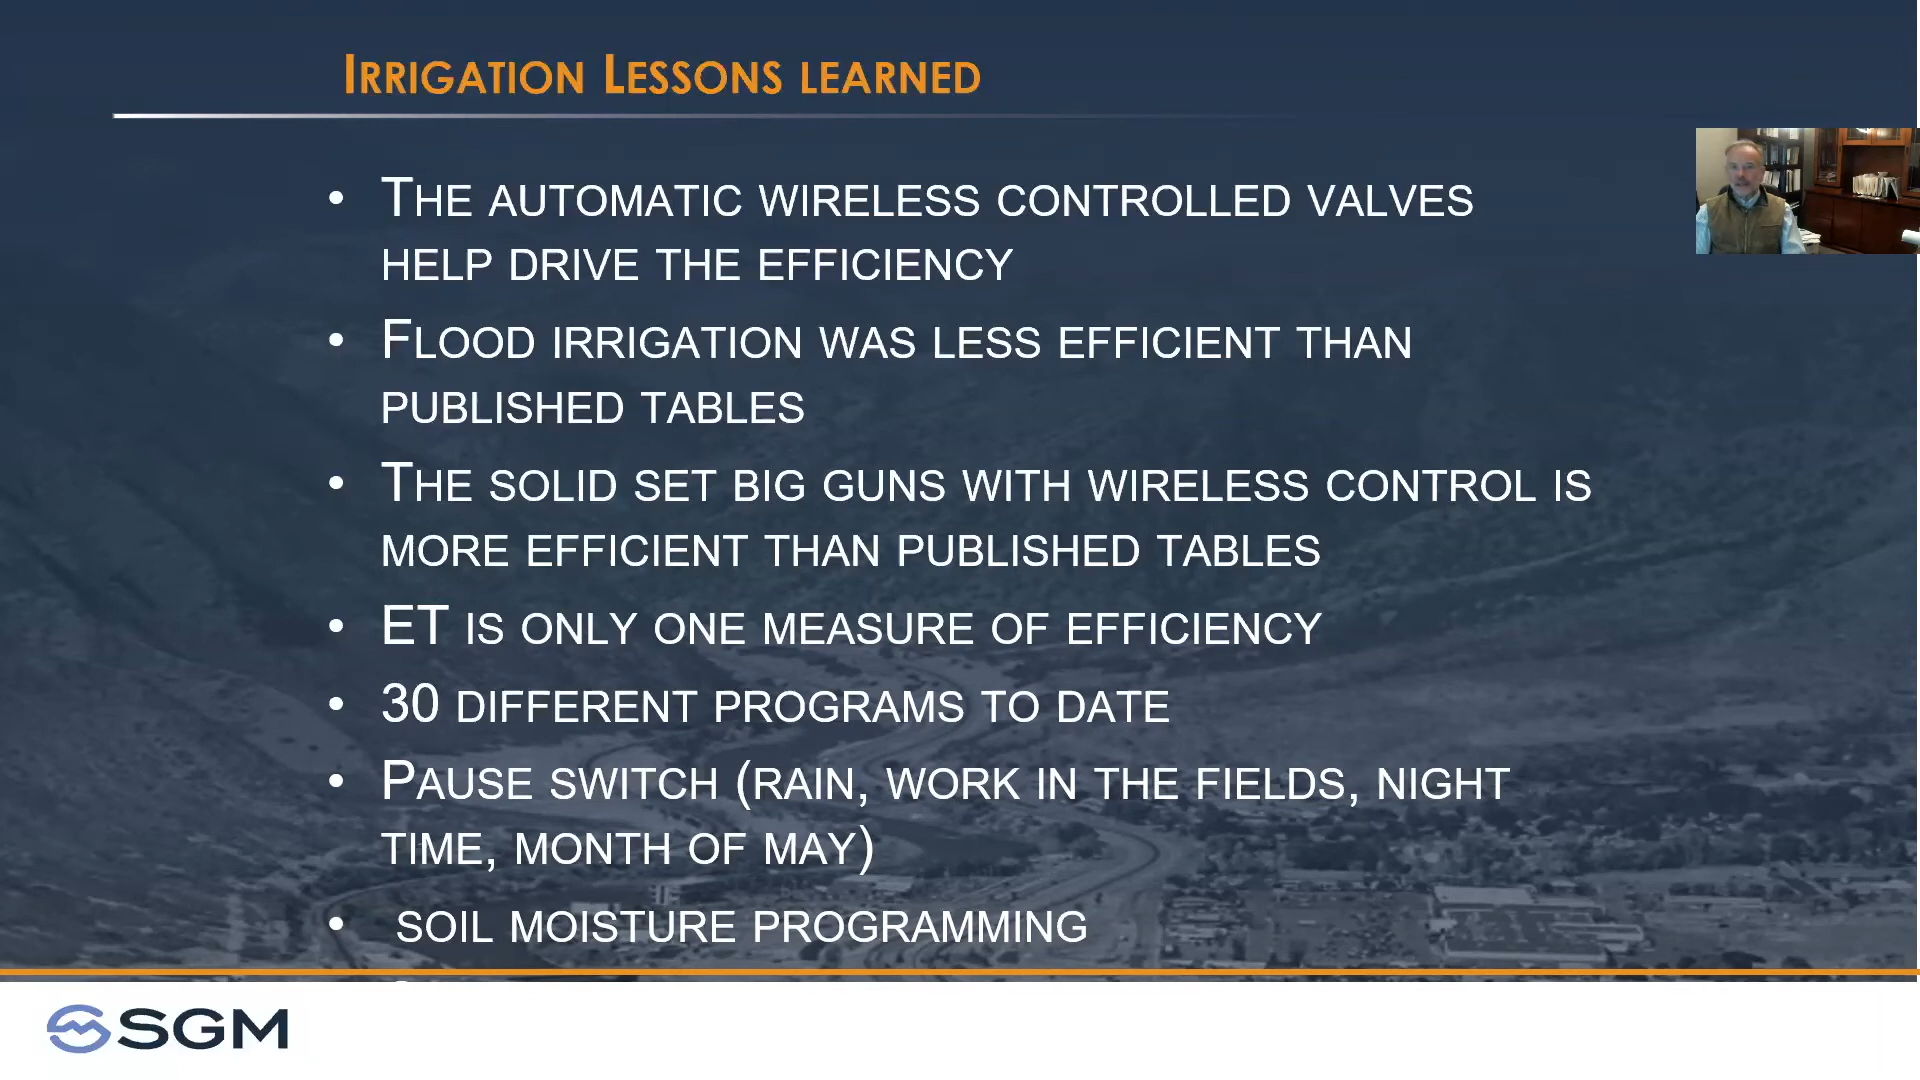 IRRIGATION LESSONS LEARNED
• THE AUTOMATIC WIRELESS CONTROLLED VALVES
HELP DRIVE THE EFFICIENCY
• FLOOD IRRIGATION WAS LESS EFFICIENT THAN
PUBLISHED TABLES
• THE SOLID SET BIG GUNS WITH WIRELESS CONTROL IS
MORE EFFICIENT THAN PUBLISHED TABLES
• ET IS ONLY ONE MEASURE OF EFFICIENCY
• 30 DIFFERENT PROGRAMS TO DATE
• PAUSE SWITCH (RAIN, WORK IN THE FIELDS, NIGHT
TIME, MONTH OF MAY)
• SOIL MOISTURE PROGRAMMING
SGM